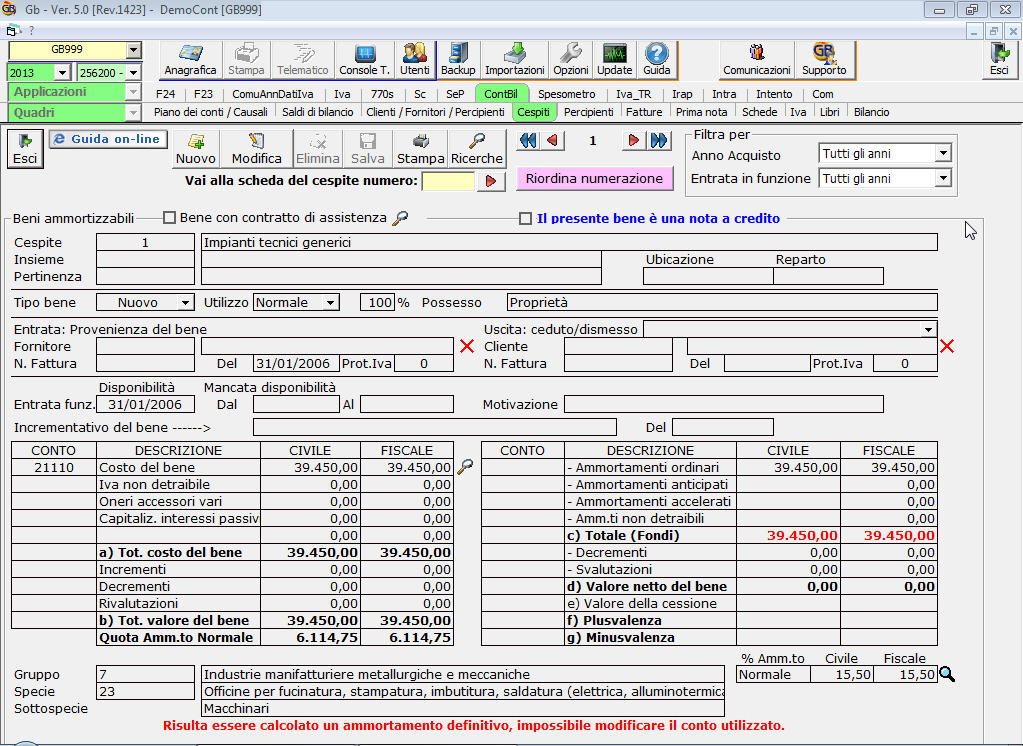 Gb - Ver. 5.0 [Rev.1423] - DemoCont [GB999]
?
GB999
2013 256200 -
Anagrafica Stampa Telematico Console T. Utenti Backup Importazioni Opzioni Update Guida Comunicazioni GB Supporto Esci
Applicazioni F24 F23 ComuAnnDatiIva Iva 770s Sc SeP ContBil Spesometro Iva_TR Irap Intra Intento Com
Quadri Piano dei conti / Causali Saldi di bilancio Clienti / Fornitori / Percipienti Cespiti Percipienti Fatture Prima nota Schede Iva Libri Bilancio
Esci Guida on-line Nuovo Modifica Elimina Salva Stampa Ricerche 1
Vai alla scheda del cespite numero: Riordina numerazione
Filtra per
Anno Acquisto Tutti gli anni
Entrata in funzione Tutti gli anni
Beni ammortizzabili Bene con contratto di assistenza Il presente bene è una nota a credito
Cespite 1 Impianti tecnici generici
Insieme Ubicazione Reparto
Pertinenza
Tipo bene Nuovo Utilizzo Normale 100 % Possesso Proprietà
Entrata: Provenienza del bene Uscita: ceduto/dismesso
Fornitore Cliente
N. Fattura Del 31/01/2006 Prot.Iva 0 N. Fattura Del Prot.Iva 0
Disponibilità Mancata disponibilità
Entrata funz. 31/01/2006 Dal Al Motivazione
Incrementativo del bene ------> Del
CONTO DESCRIZIONE CIVILE FISCALE CONTO DESCRIZIONE CIVILE FISCALE
21110 Costo del bene 39.450,00 39.450,00 - Ammortamenti ordinari 39.450,00 39.450,00
Iva non detraibile 0,00 0,00 - Ammortamenti anticipati 0,00
Oneri accessori vari 0,00 0,00 - Ammortamenti accelerati 0,00
Capitaliz. interessi passiv 0,00 0,00 - Amm.ti non detraibili 0,00
0,00 0,00 c) Totale (Fondi) 39.450,00 39.450,00
a) Tot. costo del bene 39.450,00 39.450,00 - Decrementi 0,00 0,00
Incrementi 0,00 0,00 - Svalutazioni 0,00 0,00
Decrementi 0,00 0,00 d) Valore netto del bene 0,00 0,00
Rivalutazioni 0,00 0,00 e) Valore della cessione
b) Tot. valore del bene 39.450,00 39.450,00 f) Plusvalenza
Quota Amm.to Normale 6.114,75 6.114,75 g) Minusvalenza
% Amm.to Civile Fiscale
Gruppo 7 Industrie manifatturiere metallurgiche e meccaniche Normale 15,50 15,50
Specie 23 Officine per fucinatura, stampatura, imbutitura, saldatura (elettrica, alluminotermica
Sottospecie Macchinari
Risulta essere calcolato un ammortamento definitivo, impossibile modificare il conto utilizzato.